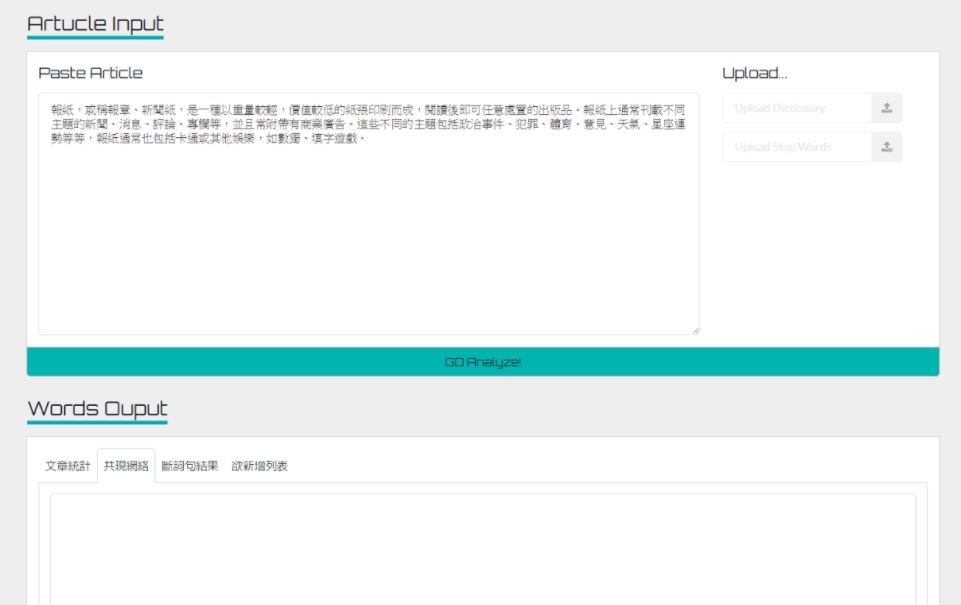 Artucle Input
Paste Article
Upload...
報紙，或稱報章、新聞紙，是一種以重量較輕，價值較低的紙張印刷而成，閱讀後即可任意處置的出版品。報紙上通常刊載不同
主題的新聞、消息、評論、專欄等，並且常附帶有商業廣告。這些不同的主題包括政治事件、犯罪、體育、意見、天氣、星座運
勢等等，報紙通常也包括卡通或其他娛樂，如數獨、填字遊戲。
Upload Dictionary
Upload Stop Words
GO Analyze!
Words Ouput
文章統計 共現網絡 斷詞句結果 欲新增列表